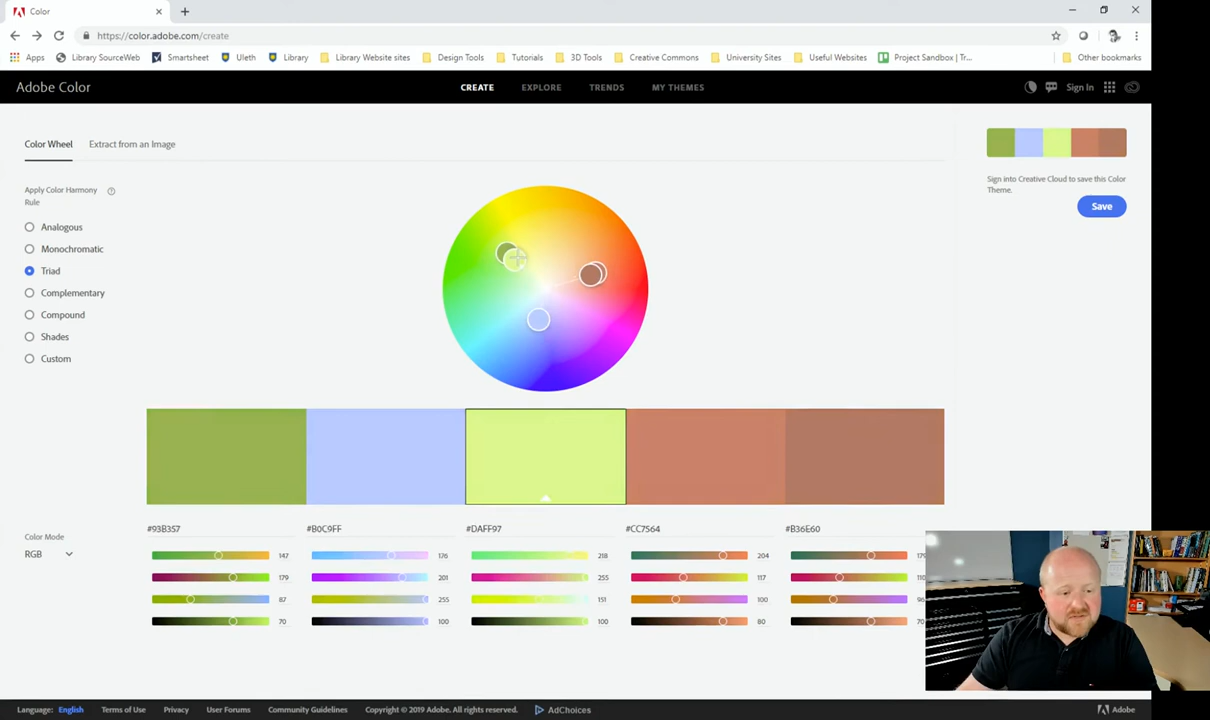 Color
https://color.adobe.com/create
Apps Library SourceWeb Smartsheet Uleth Library Library Website sites Design Tools Tutorials 3D Tools Creative Commons University Sites Useful Websites Project Sandbox | Tr... Other bookmarks
Adobe Color CREATE EXPLORE TRENDS MY THEMES Sign In
Color Wheel Extract from an Image
Apply Color Harmony
Rule
Analogous
Monochromatic
Triad
Complementary
Compound
Shades
Custom
Sign into Creative Cloud to save this Color
Theme.
Save
Color Mode
RGB
#93B357 #B0C9FF #DAFF97 #CC7564 #B36E60
147 176 218 204 179
179 201 255 117 110
87 255 151 100 96
70 100 100 80 70
Language: English Terms of Use Privacy User Forums Community Guidelines Copyright © 2019 Adobe. All rights reserved. AdChoices Adobe